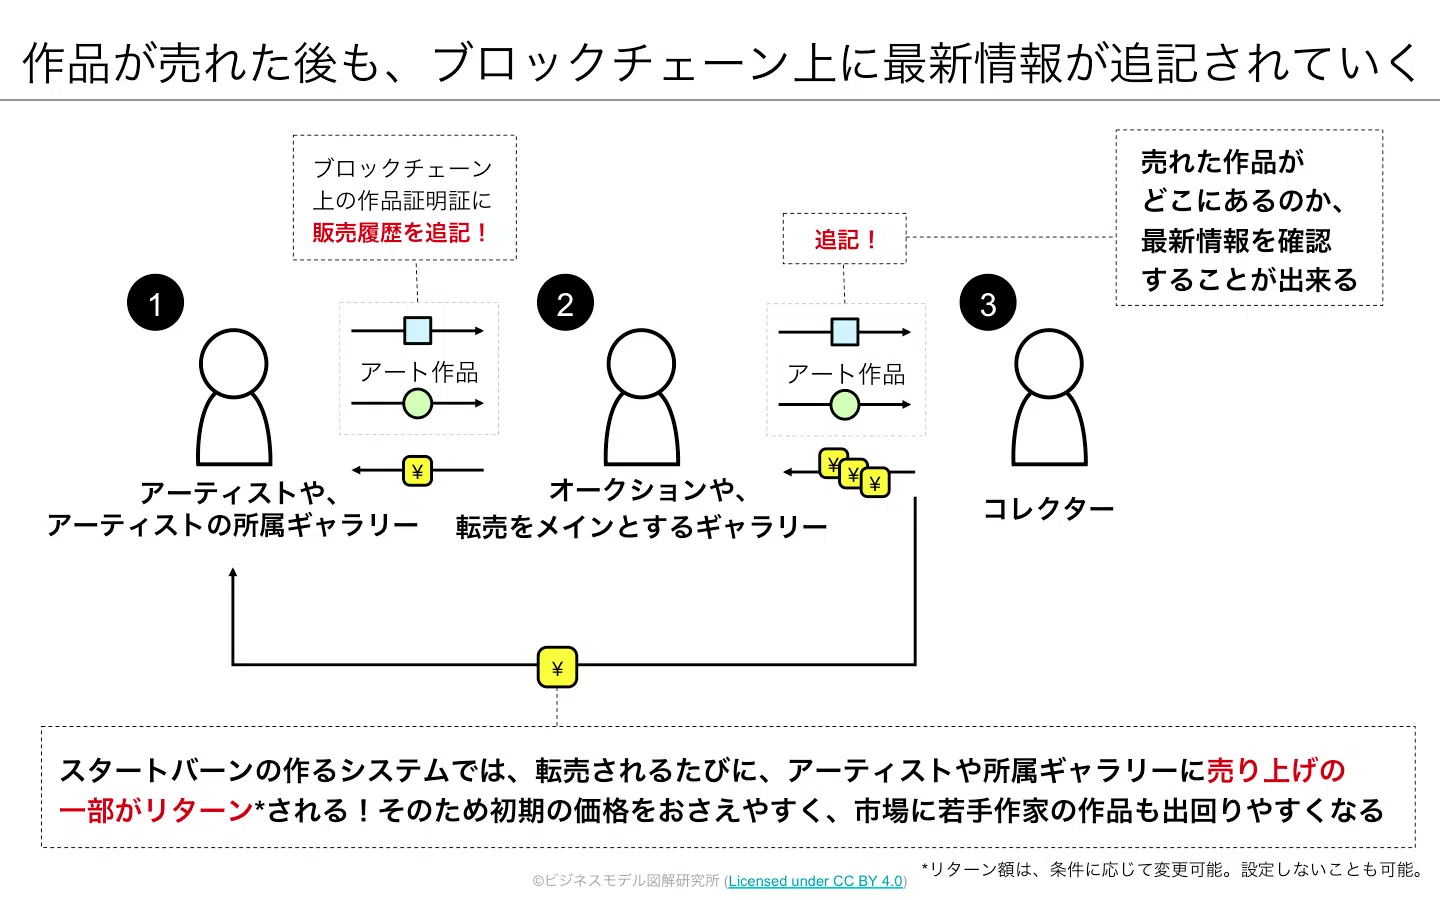 作品が売れた後も、ブロックチェーン上に最新情報が追記されていく
ブロックチェーン
上の作品証明証に
販売履歴を追記！
追記！
売れた作品が
どこにあるのか、
最新情報を確認
することが出来る
1
2
3
アート作品
アート作品
¥
¥
¥
¥
アーティストや、
アーティストの所属ギャラリー
オークションや、
転売をメインとするギャラリー
コレクター
¥
スタートバーンの作るシステムでは、転売されるたびに、アーティストや所属ギャラリーに売り上げの
一部がリターン*される！そのため初期の価格をおさえやすく、市場に若手作家の作品も出回りやすくなる
*リターン額は、条件に応じて変更可能。設定しないことも可能。
©ビジネスモデル図解研究所 (Licensed under CC BY 4.0)